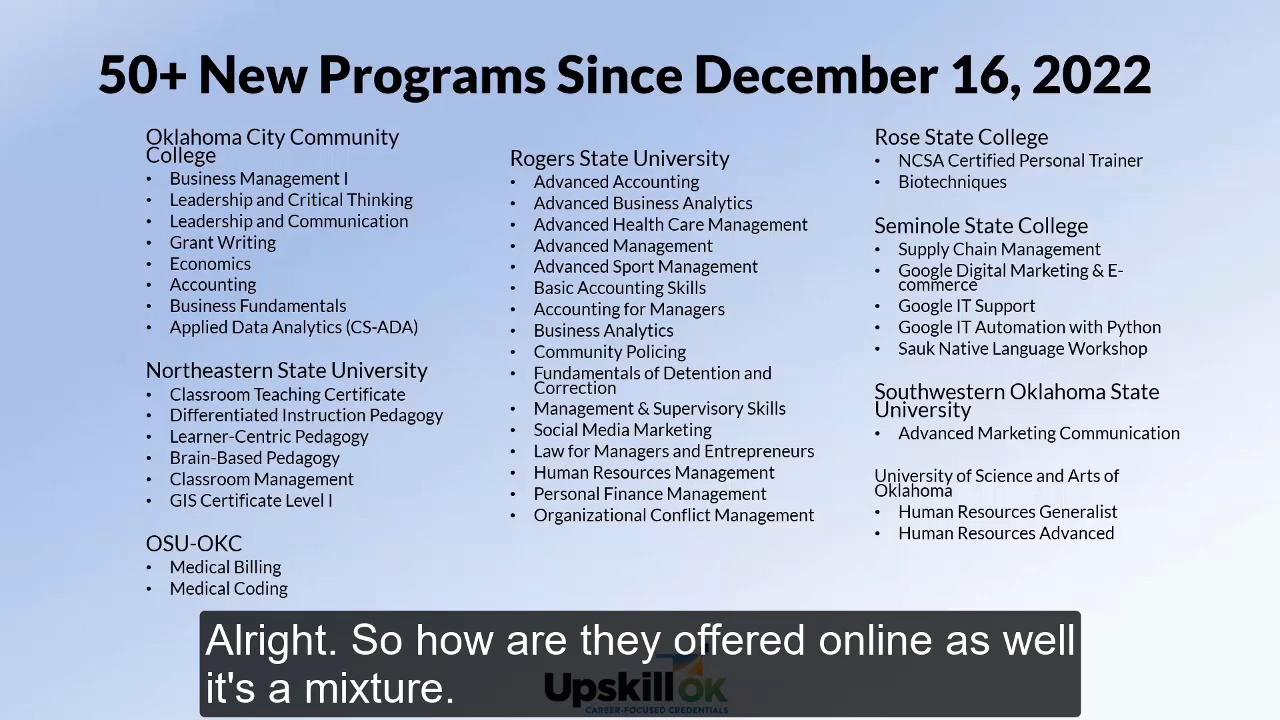 50+ New Programs Since December 16, 2022
Oklahoma City Community
College
• Business Management I
• Leadership and Critical Thinking
• Leadership and Communication
• Grant Writing
• Economics
• Accounting
• Business Fundamentals
• Applied Data Analytics (CS-ADA)
Northeastern State University
• Classroom Teaching Certificate
• Differentiated Instruction Pedagogy
• Learner-Centric Pedagogy
• Brain-Based Pedagogy
• Classroom Management
• GIS Certificate Level I
OSU-OKC
• Medical Billing
• Medical Coding
Rogers State University
• Advanced Accounting
• Advanced Business Analytics
• Advanced Health Care Management
• Advanced Management
• Advanced Sport Management
• Basic Accounting Skills
• Accounting for Managers
• Business Analytics
• Community Policing
• Fundamentals of Detention and
Correction
• Management & Supervisory Skills
• Social Media Marketing
• Law for Managers and Entrepreneurs
• Human Resources Management
• Personal Finance Management
• Organizational Conflict Management
Rose State College
• NCSA Certified Personal Trainer
• Biotechniques
Seminole State College
• Supply Chain Management
• Google Digital Marketing & E-
commerce
• Google IT Support
• Google IT Automation with Python
• Sauk Native Language Workshop
Southwestern Oklahoma State
University
• Advanced Marketing Communication
University of Science and Arts of
Oklahoma
• Human Resources Generalist
• Human Resources Advanced
Alright. So how are they offered online as well
it's a mixture.
Upskill OK
CAREER-FOCUSED CREDENTIALS